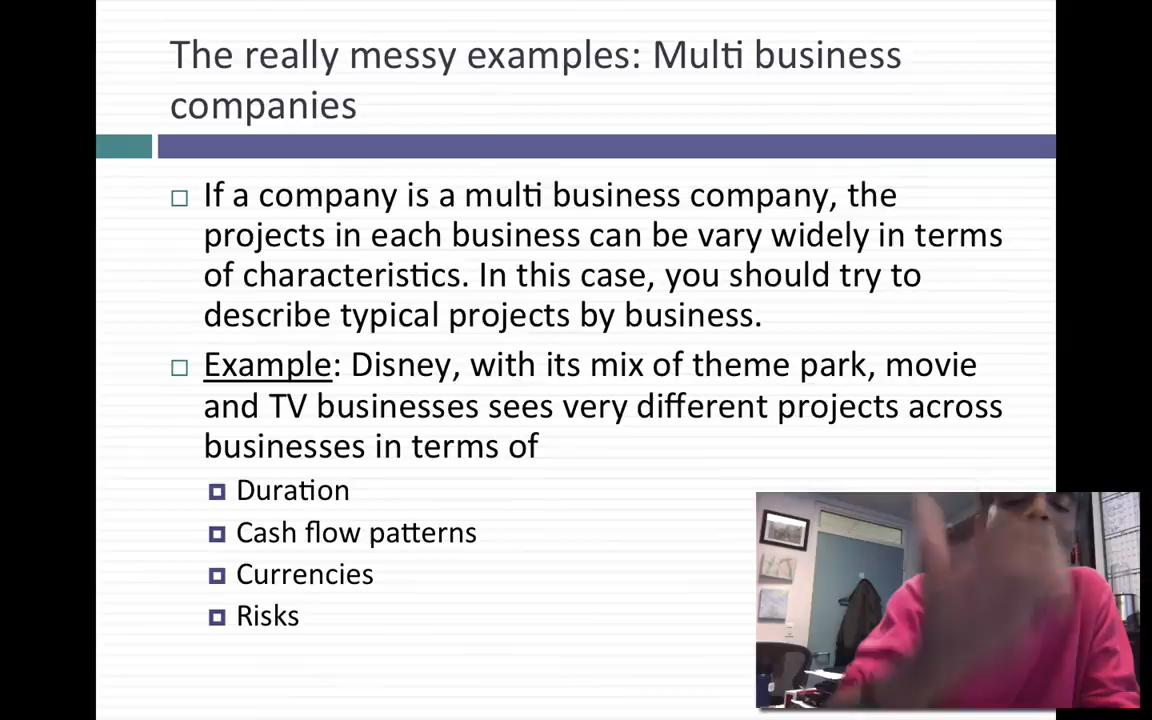 The really messy examples: Multi business
companies
If a company is a multi business company, the
projects in each business can be vary widely in terms
of characteristics. In this case, you should try to
describe typical projects by business.
Example: Disney, with its mix of theme park, movie
and TV businesses sees very different projects across
businesses in terms of
Duration
Cash flow patterns
Currencies
Risks